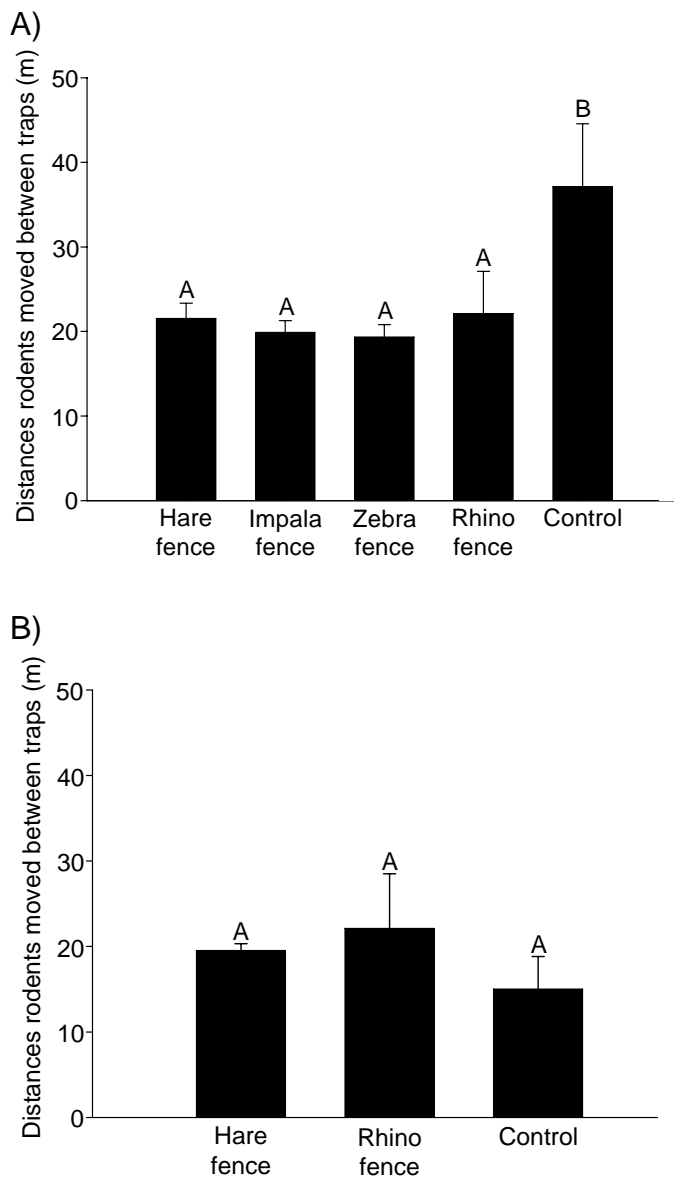 A)
Distances rodents moved between traps (m)
50
40
30
20
10
0
A
A
A
A
B
Hare fence
Impala fence
Zebra fence
Rhino fence
Control
B)
Distances rodents moved between traps (m)
50
40
30
20
10
0
A
A
A
Hare fence
Rhino fence
Control